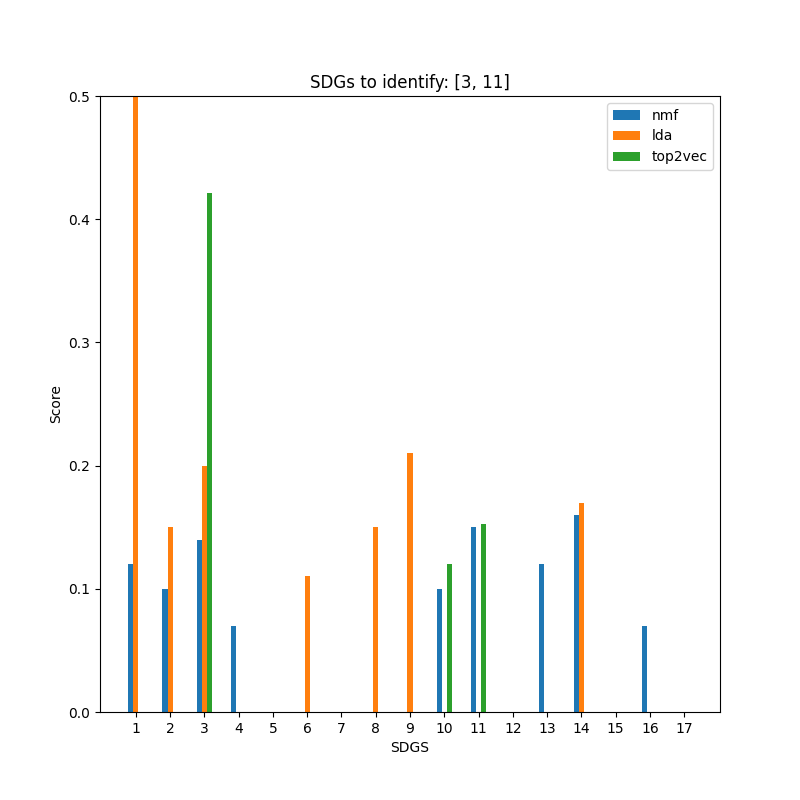 SDGs to identify: [3, 11]
0.5
0.4
0.3
0.2
0.1
0.0
Score
nmf
lda
top2vec
1 2 3 4 5 6 7 8 9 10 11 12 13 14 15 16 17
SDGS